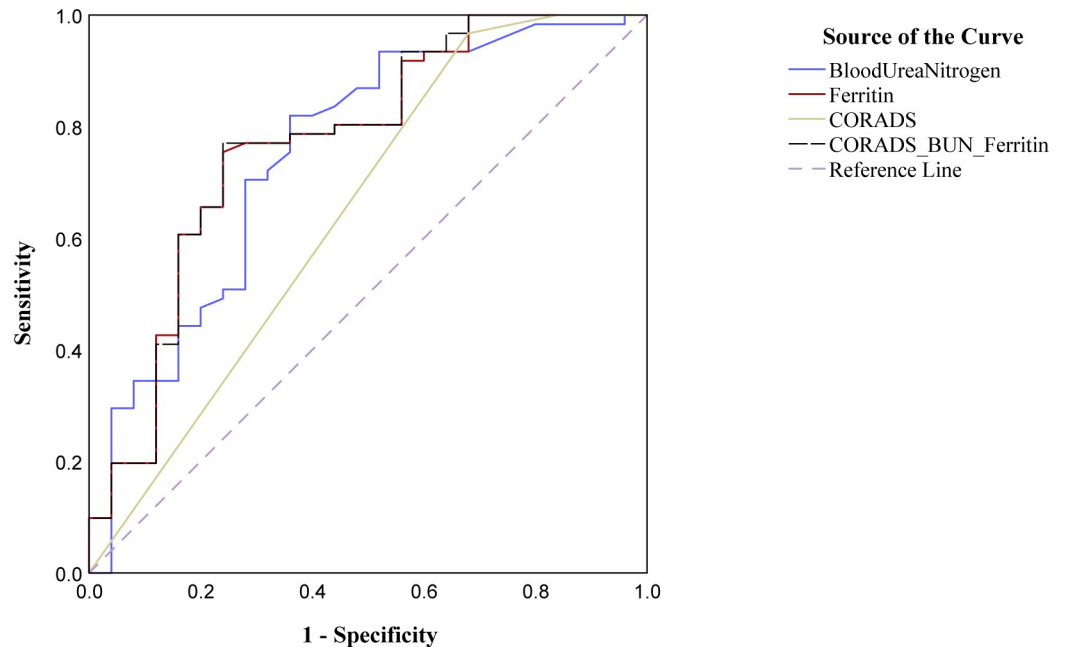 1.0
0.8
0.6
0.4
0.2
0.0
Sensitivity
0.0 0.2 0.4 0.6 0.8 1.0
1 - Specificity
Source of the Curve
BloodUreaNitrogen
Ferritin
CORADS
CORADS_BUN_Ferritin
Reference Line